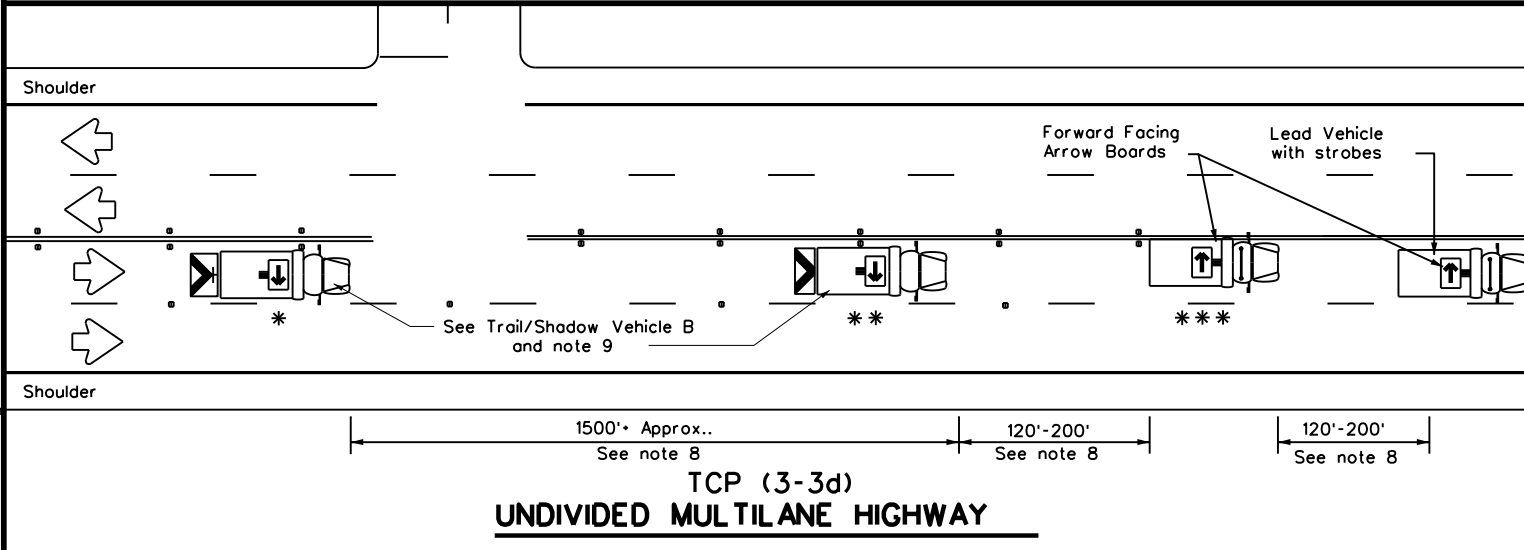 Shoulder
Forward Facing
Arrow Boards
Lead Vehicle
with strobes
*
* *
* * *
See Trail/Shadow Vehicle B
and note 9
Shoulder
1500'+ Approx..
See note 8
120'-200'
See note 8
120'-200'
See note 8
TCP (3-3d)
UNDIVIDED MULTILANE HIGHWAY